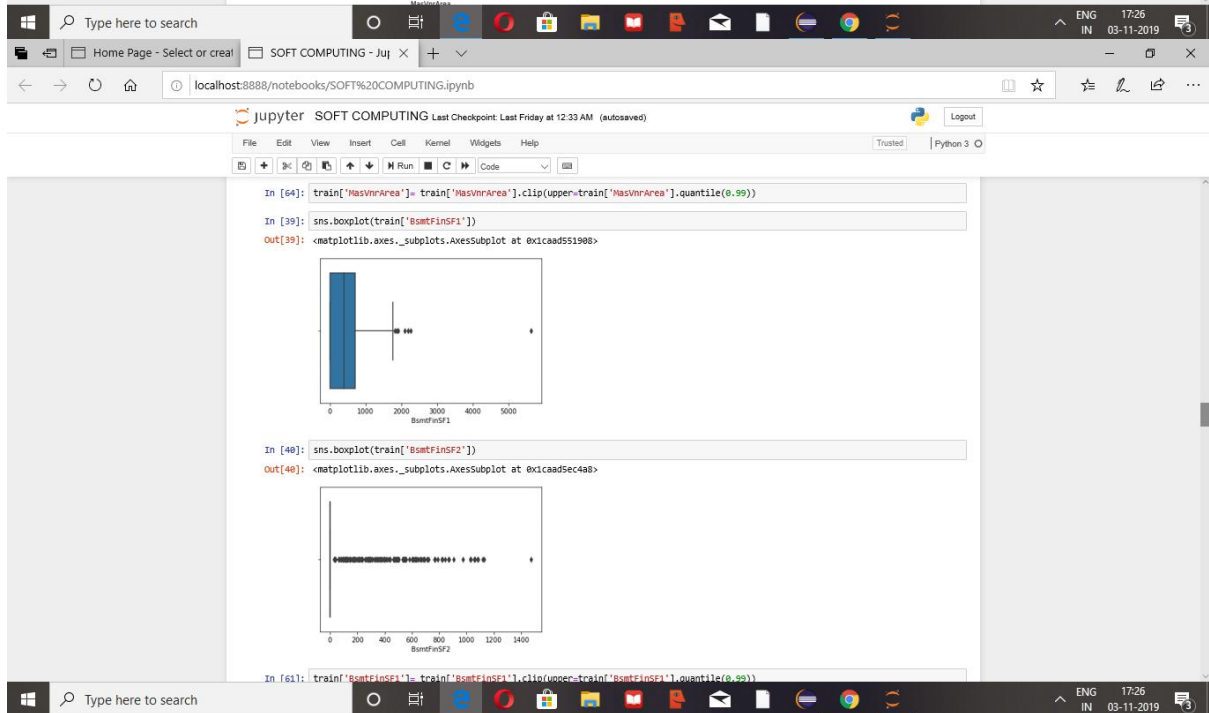 MasVnrArea
Type here to search
ENG 17:26
IN 03-11-2019
3
Home Page - Select or creat SOFT COMPUTING - Jup
localhost:8888/notebooks/SOFT%20COMPUTING.ipynb
jupyter SOFT COMPUTING Last Checkpoint: Last Friday at 12:33 AM (autosaved) Logout
File Edit View Insert Cell Kernel Widgets Help Trusted Python 3
Run Code
In [64]: train['MasVnrArea']= train['MasVnrArea'].clip(upper=train['MasVnrArea'].quantile(0.99))
In [39]: sns.boxplot(train['BsmtFinSF1'])
Out[39]: <matplotlib.axes._subplots.AxesSubplot at 0x1caad551908>
0 1000 2000 3000 4000 5000
BsmtFinSF1
In [40]: sns.boxplot(train['BsmtFinSF2'])
Out[40]: <matplotlib.axes._subplots.AxesSubplot at 0x1caad5ec4a8>
0 200 400 600 800 1000 1200 1400
BsmtFinSF2
In [61]: train['BsmtFinSF1']= train['BsmtFinSF1'].clip(upper=train['BsmtFinSF1'].quantile(0.99))
Type here to search
ENG 17:26
IN 03-11-2019
3